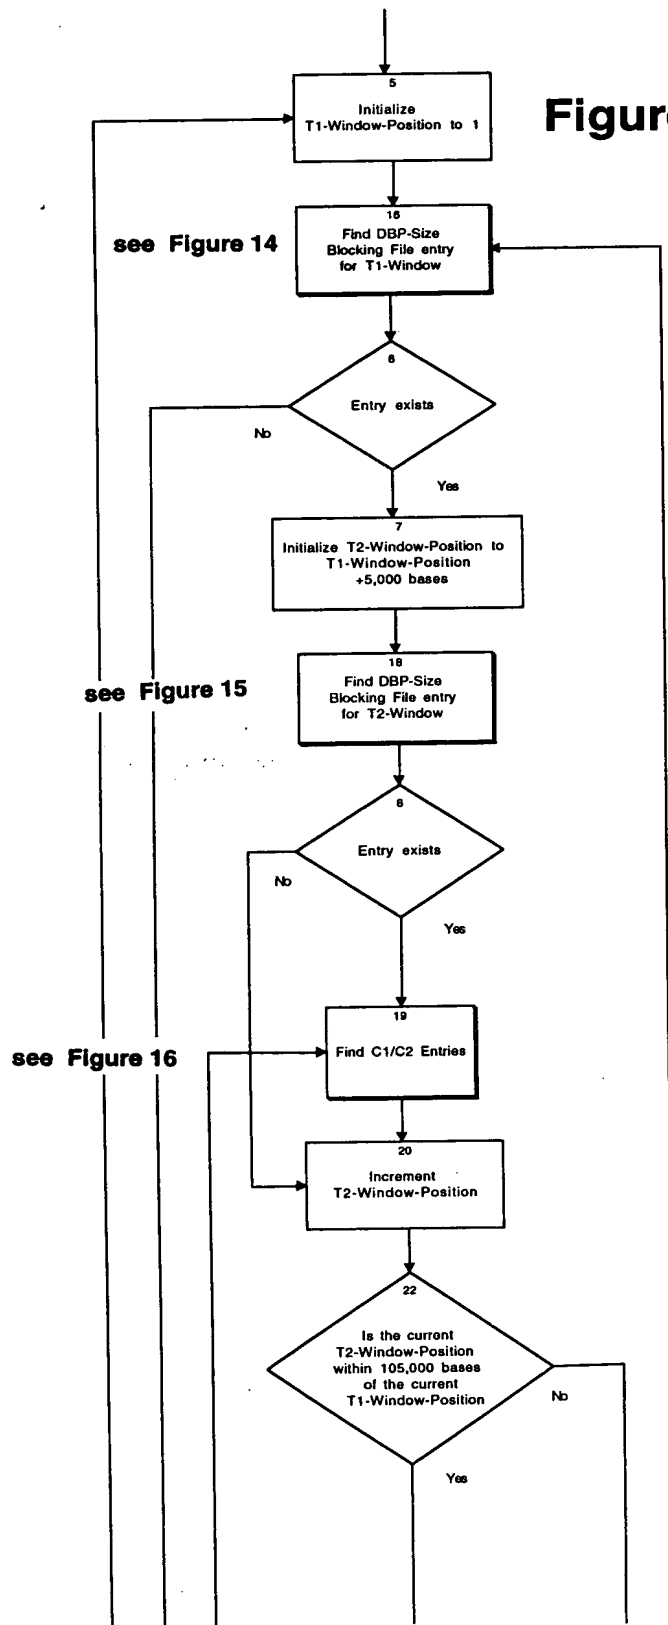 5
Initialize
T1-Window-Position to 1
Figure
16
see Figure 14
Find DBP-Size
Blocking File entry
for T1-Window
6
Entry exists
No
Yes
7
Initialize T2-Window-Position to
T1-Window-Position
+5,000 bases
18
see Figure 15
Find DBP-Size
Blocking File entry
for T2-Window
8
Entry exists
No
Yes
19
see Figure 16
Find C1/C2 Entries
20
Increment
T2-Window-Position
22
Is the current
T2-Window-Position
within 105,000 bases
of the current
T1-Window-Position
No
Yes